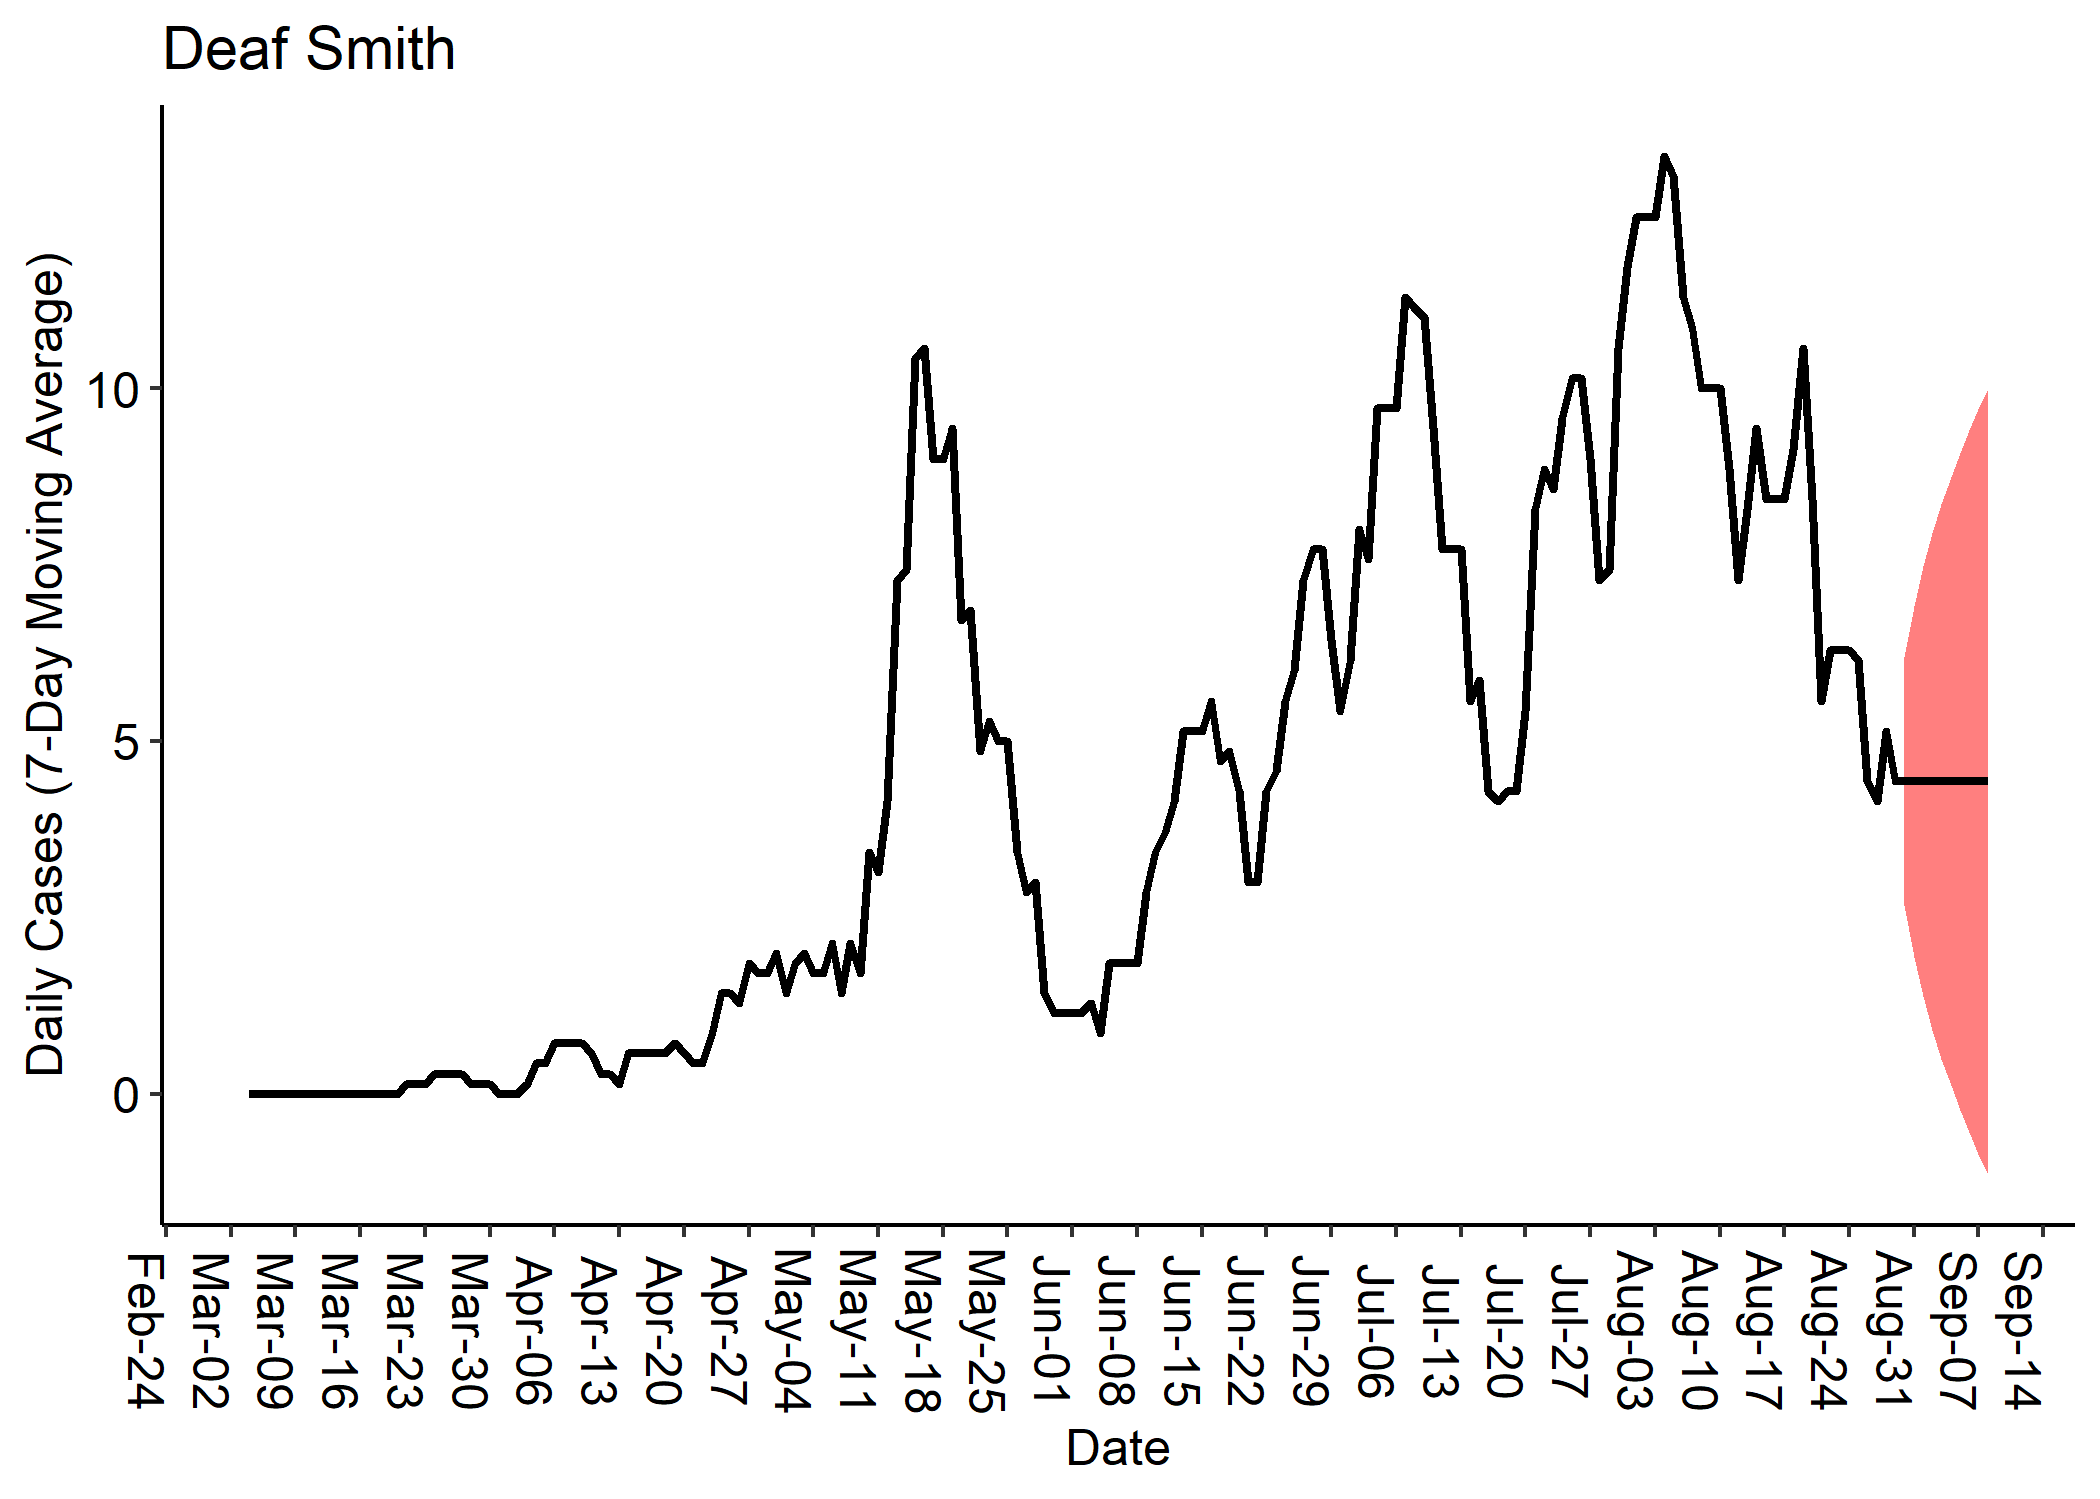 Deaf Smith
Daily Cases (7-Day Moving Average)
10
5
0
Feb-24
Mar-02
Mar-09
Mar-16
Mar-23
Mar-30
Apr-06
Apr-13
Apr-20
Apr-27
May-04
May-11
May-18
May-25
Jun-01
Jun-08
Jun-15
Jun-22
Jun-29
Jul-06
Jul-13
Jul-20
Jul-27
Aug-03
Aug-10
Aug-17
Aug-24
Aug-31
Sep-07
Sep-14
Date